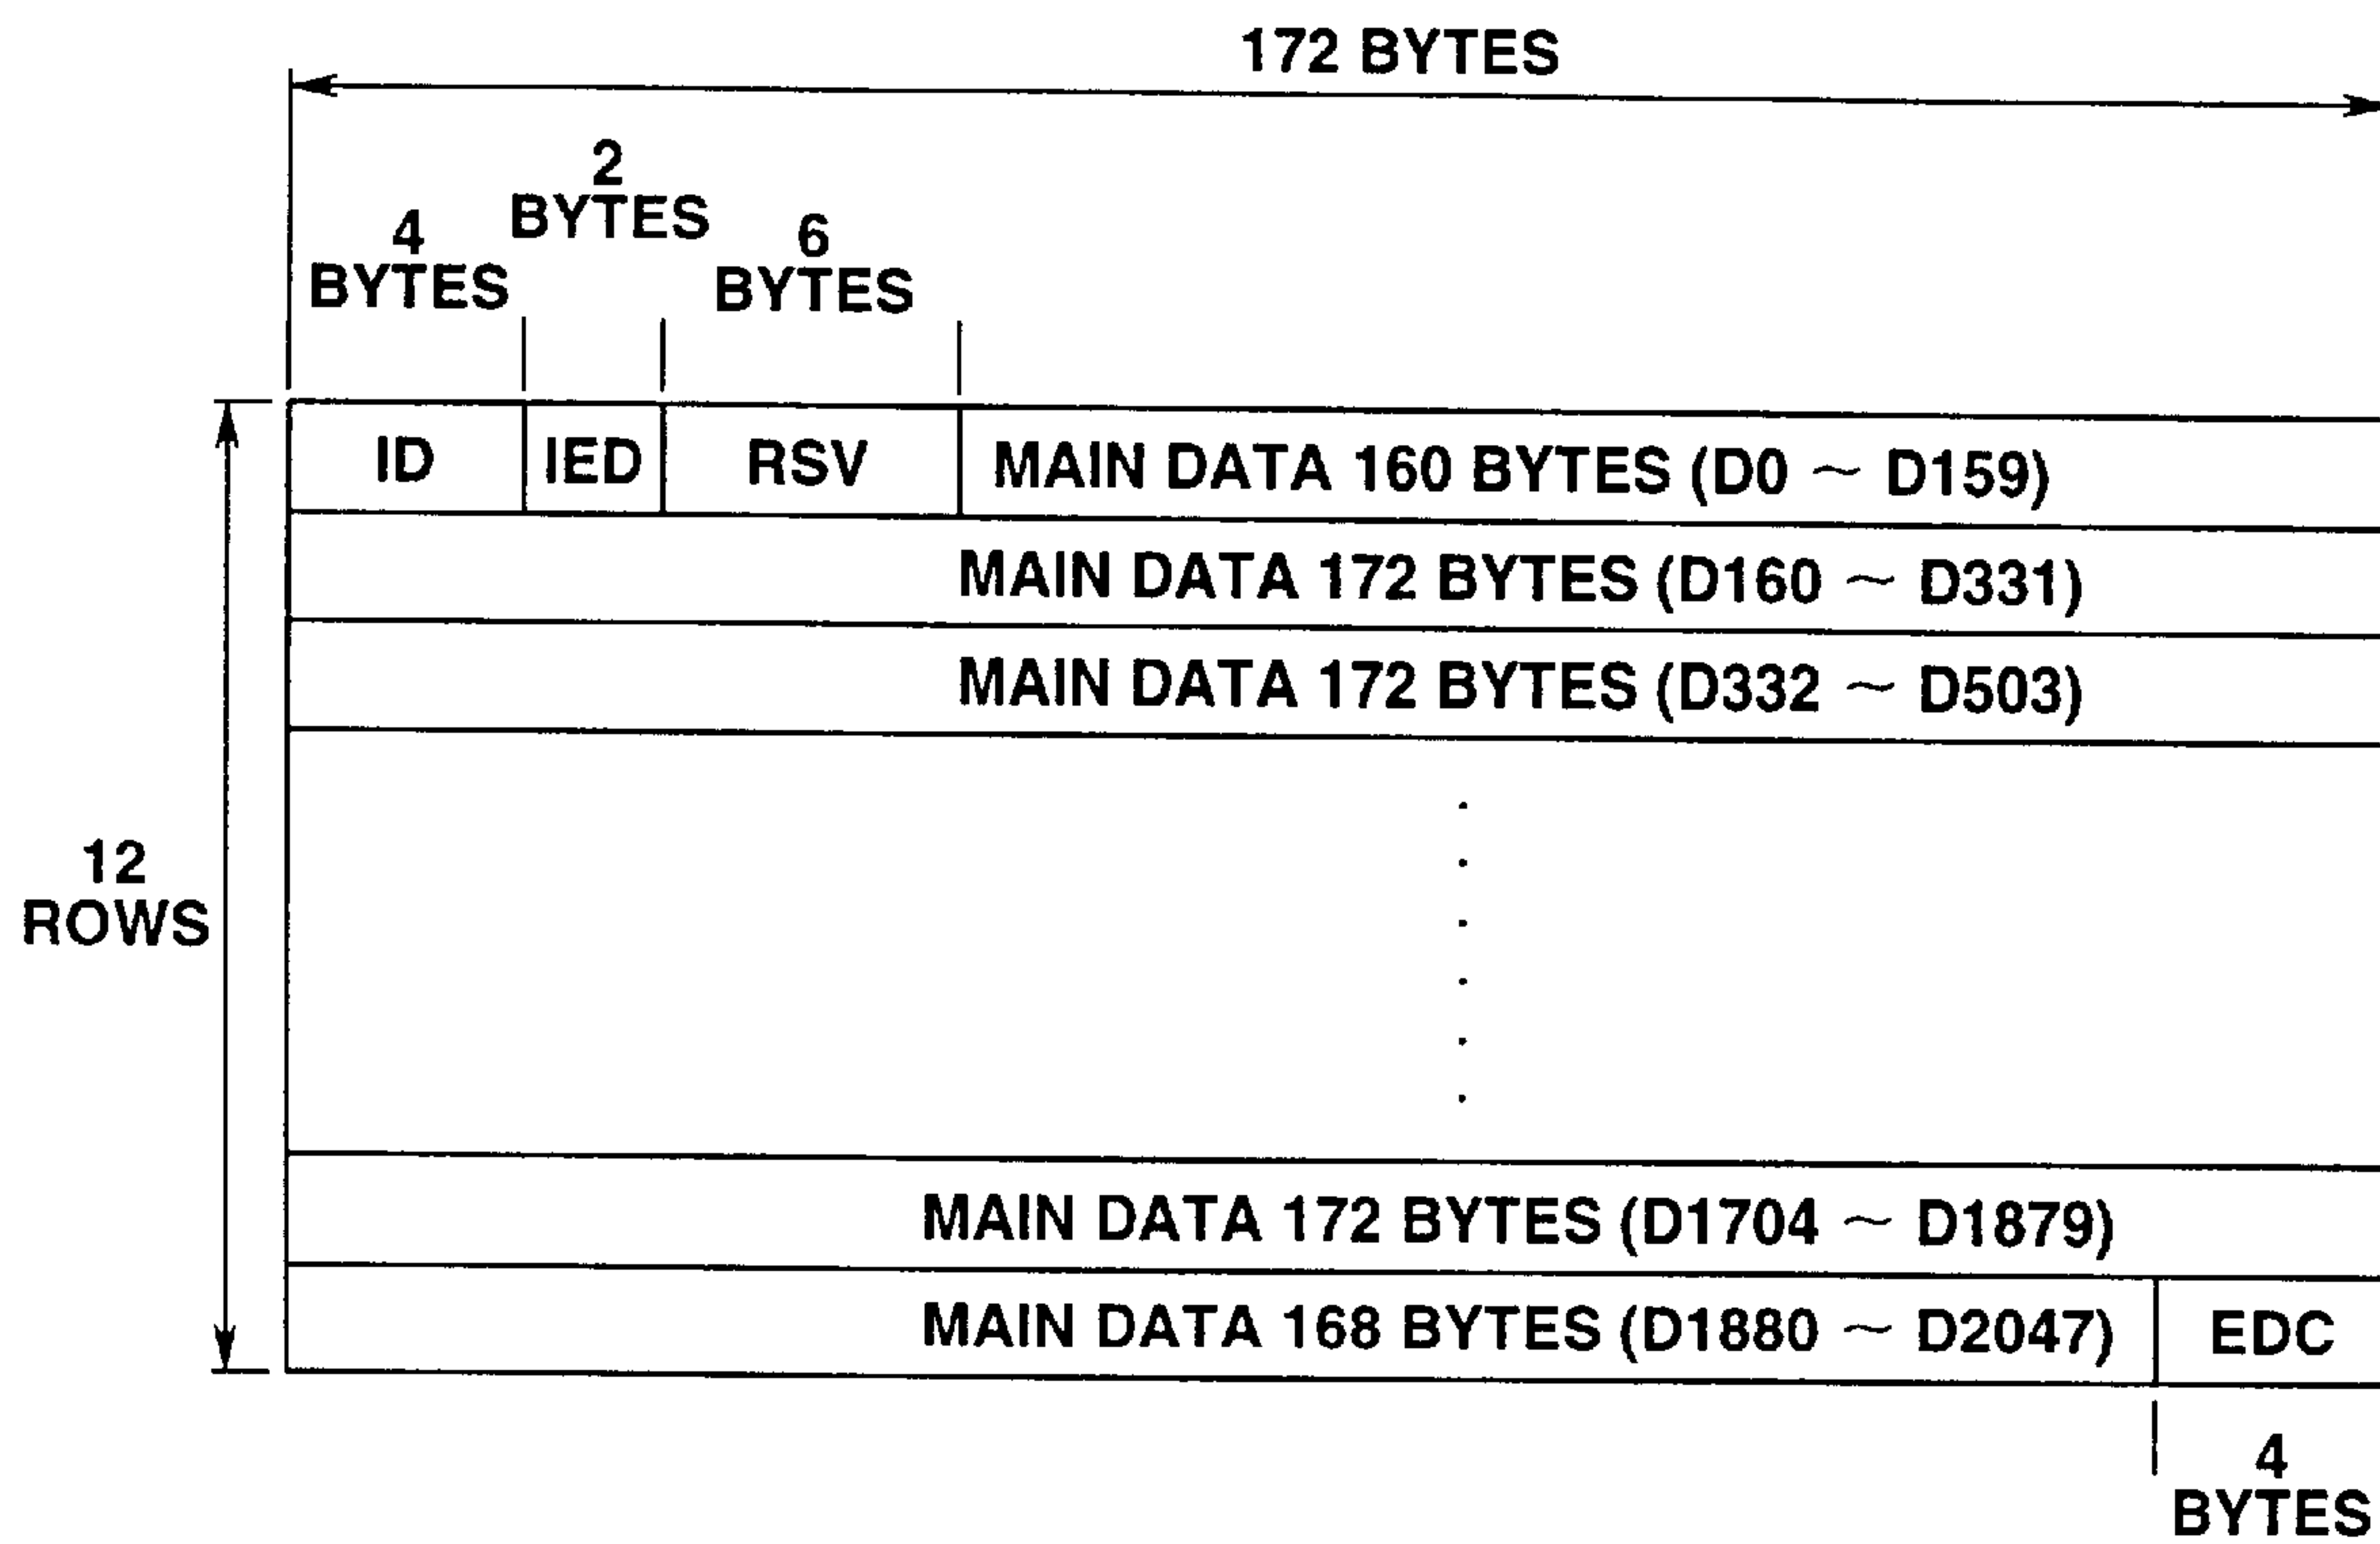 172 BYTES
2
BYTES
4
BYTES
6
BYTES
ID IED RSV MAIN DATA 160 BYTES (D0 ~ D159)
MAIN DATA 172 BYTES (D160 ~ D331)
MAIN DATA 172 BYTES (D332 ~ D503)
12
ROWS
MAIN DATA 172 BYTES (D1704 ~ D1879)
MAIN DATA 168 BYTES (D1880 ~ D2047) EDC
4
BYTES